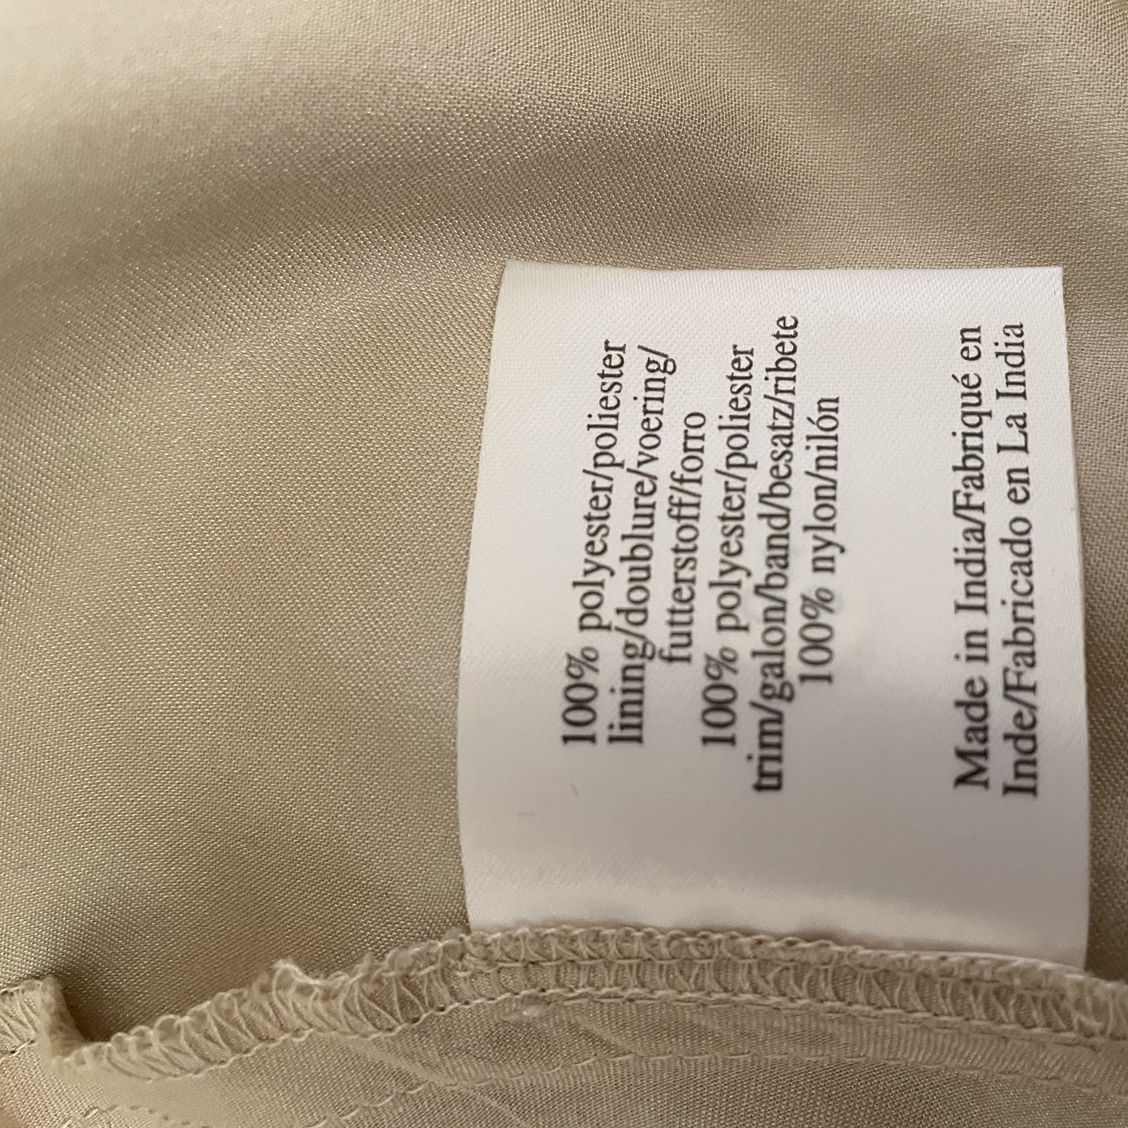 100% polyester/poliester
lining/doublure/voering/
futterstoff/forro
100% polyester/poliester
trim/galon/band/besatz/ribete
100% nylon/nilón
Made in India/Fabriqué en
Inde/Fabricado en La India